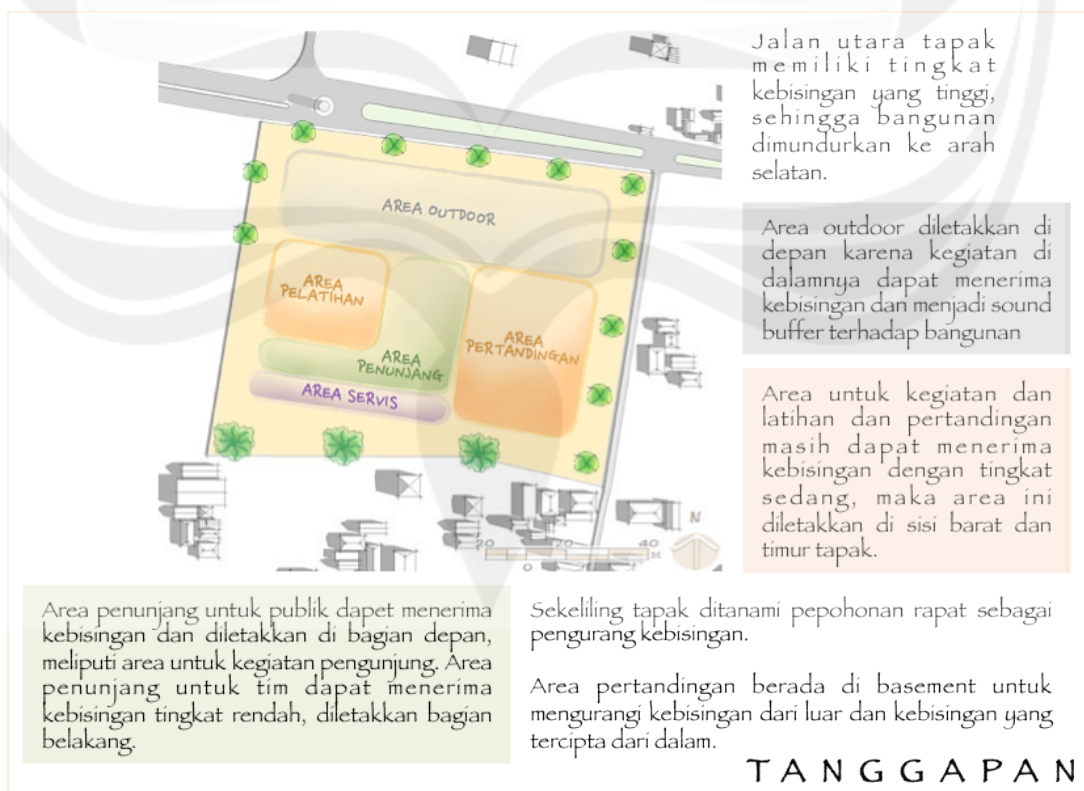 Jalan utara tapak
memiliki tingkat
kebisingan yang tinggi,
sehingga bangunan
dimundurkan ke arah
selatan.
AREA OUTDOOR
AREA
PELATIHAN
AREA
PERTANDINGAN
AREA
PENUNJANG
AREA SERVIS
Area outdoor diletakkan di
depan karena kegiatan di
dalamnya dapat menerima
kebisingan dan menjadi sound
buffer terhadap bangunan
Area untuk kegiatan dan
latihan dan pertandingan
masih dapat menerima
kebisingan dengan tingkat
sedang, maka area ini
diletakkan di sisi barat dan
timur tapak.
N
20 20 40
0 M
Area penunjang untuk publik dapet menerima
kebisingan dan diletakkan di bagian depan,
meliputi area untuk kegiatan pengunjung. Area
penunjang untuk tim dapat menerima
kebisingan tingkat rendah, diletakkan bagian
belakang.
Sekeliling tapak ditanami pepohonan rapat sebagai
pengurang kebisingan.
Area pertandingan berada di basement untuk
mengurangi kebisingan dari luar dan kebisingan yang
tercipta dari dalam.
TANGGAPAN